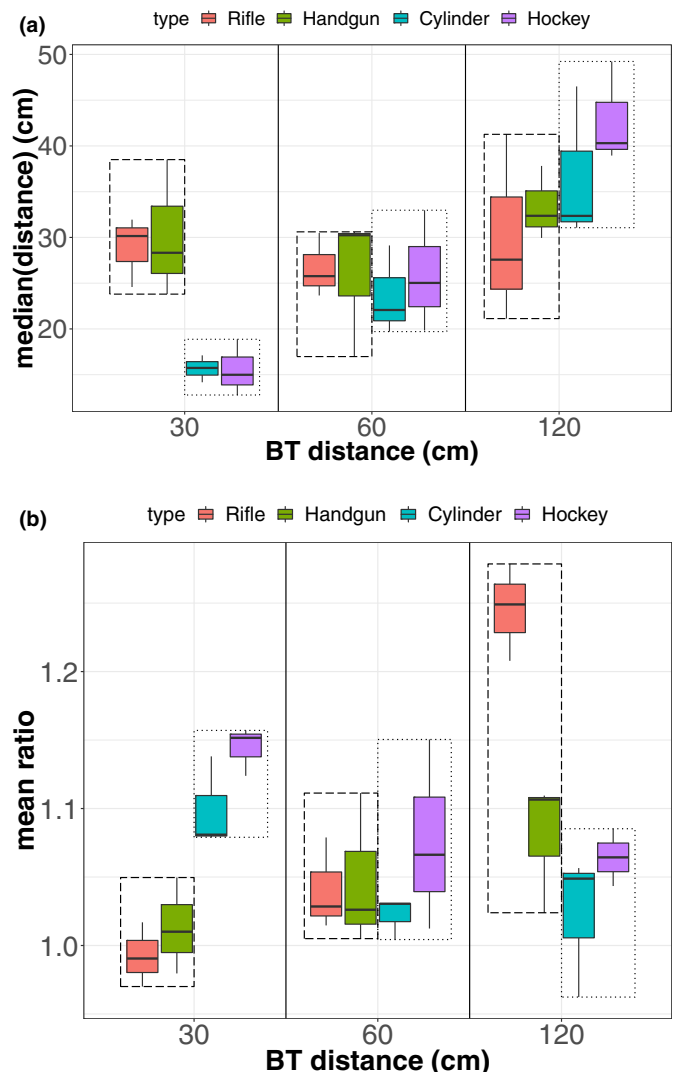 (a)
type Rifle Handgun Cylinder Hockey
50
40
30
20
median(distance) (cm)
30 60 120
BT distance (cm)
(b)
type Rifle Handgun Cylinder Hockey
1.2
1.1
1.0
mean ratio
30 60 120
BT distance (cm)